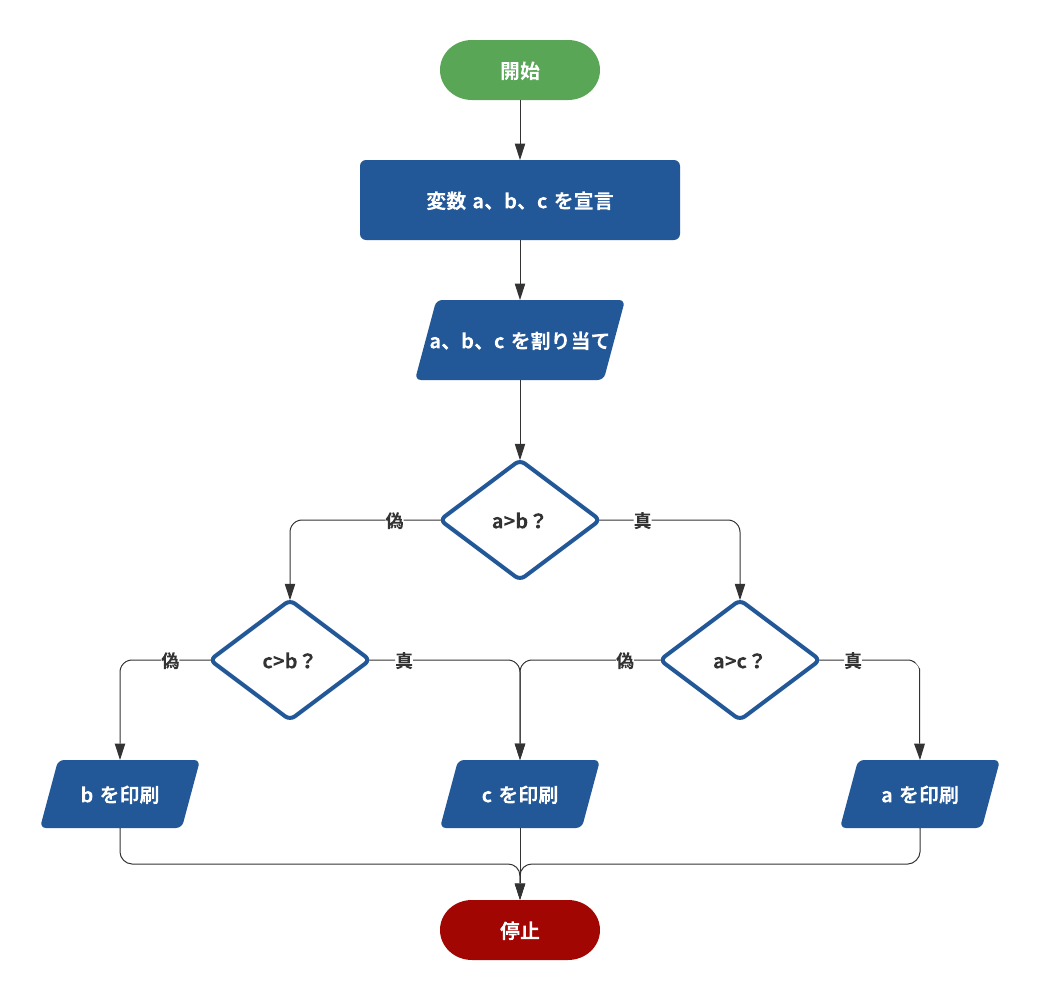 開始
変数 a、b、c を宣言
a、b、c を割り当て
a>b？
偽
真
c>b？
偽
真
a>c？
偽
真
b を印刷
c を印刷
a を印刷
停止